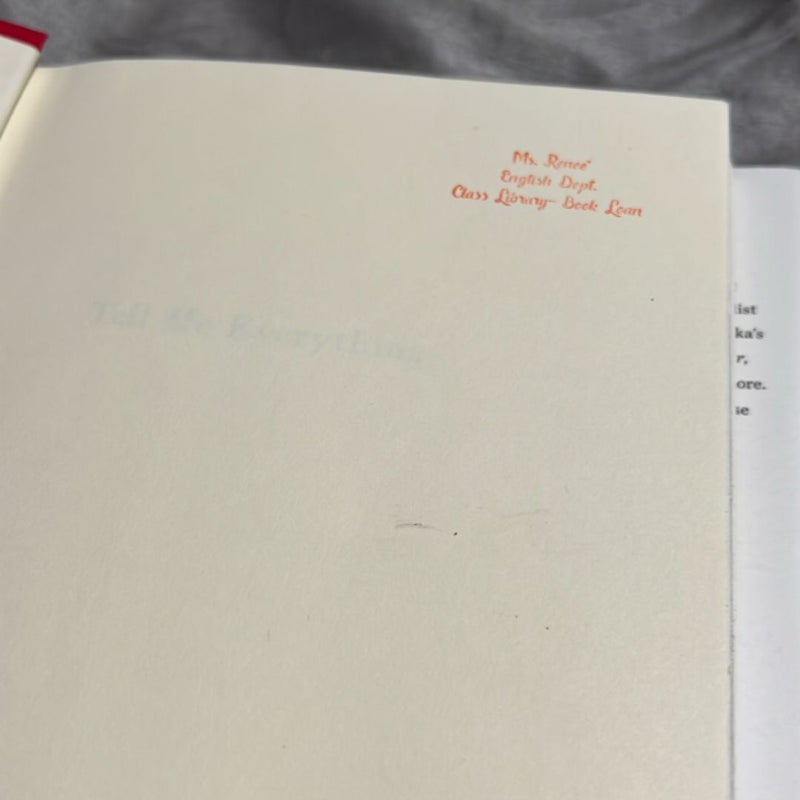 Ms. Renee
English Dept.
Class Library- Book Loan
Tell Me Everything
ist
ka's
r,
ore.
se